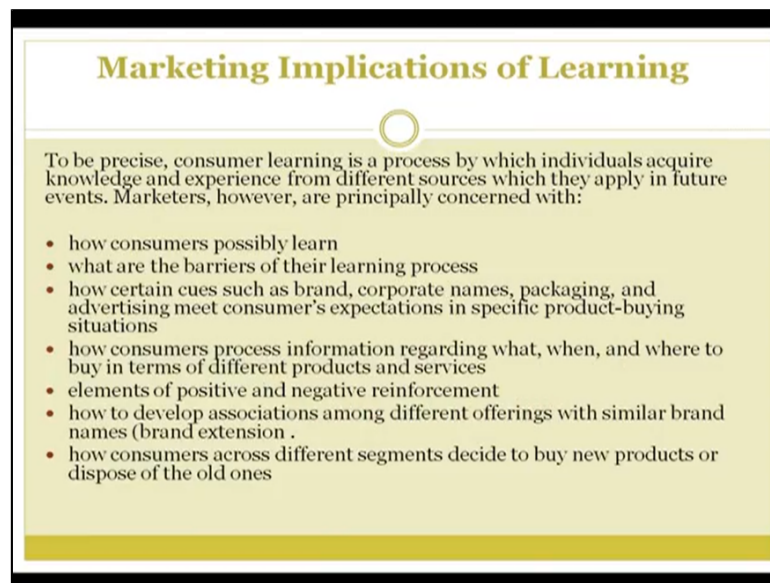 Marketing Implications of Learning
To be precise, consumer learning is a process by which individuals acquire
knowledge and experience from different sources which they apply in future
events. Marketers, however, are principally concerned with:
• how consumers possibly learn
• what are the barriers of their learning process
• how certain cues such as brand, corporate names, packaging, and
advertising meet consumer's expectations in specific product-buying
situations
• how consumers process information regarding what, when, and where to
buy in terms of different products and services
• elements of positive and negative reinforcement
• how to develop associations among different offerings with similar brand
names (brand extension .
• how consumers across different segments decide to buy new products or
dispose of the old ones